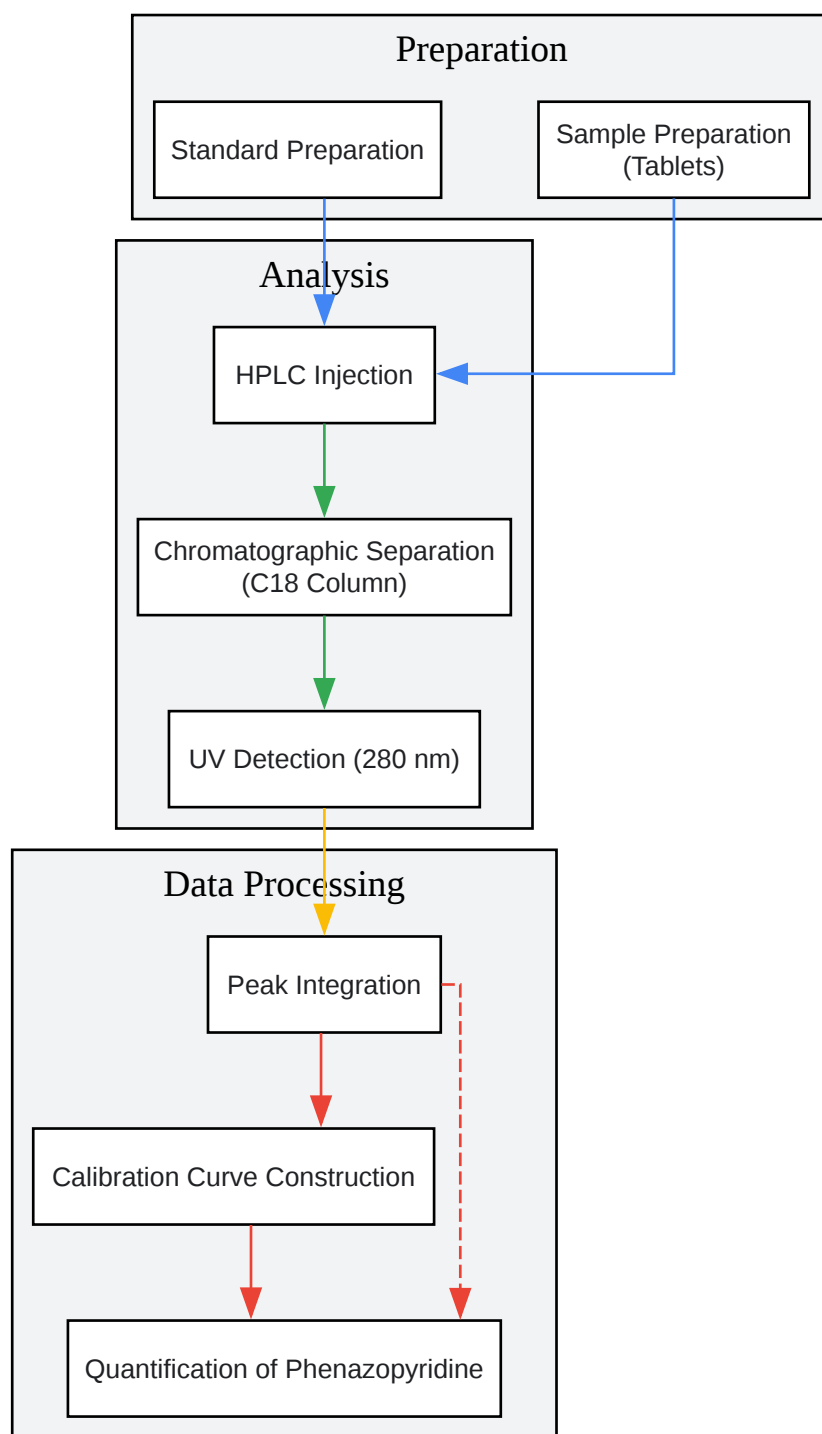 Preparation
Standard Preparation
Sample Preparation
(Tablets)
Analysis
HPLC Injection
Chromatographic Separation
(C18 Column)
UV Detection (280 nm)
Data Processing
Peak Integration
Calibration Curve Construction
Quantification of Phenazopyridine